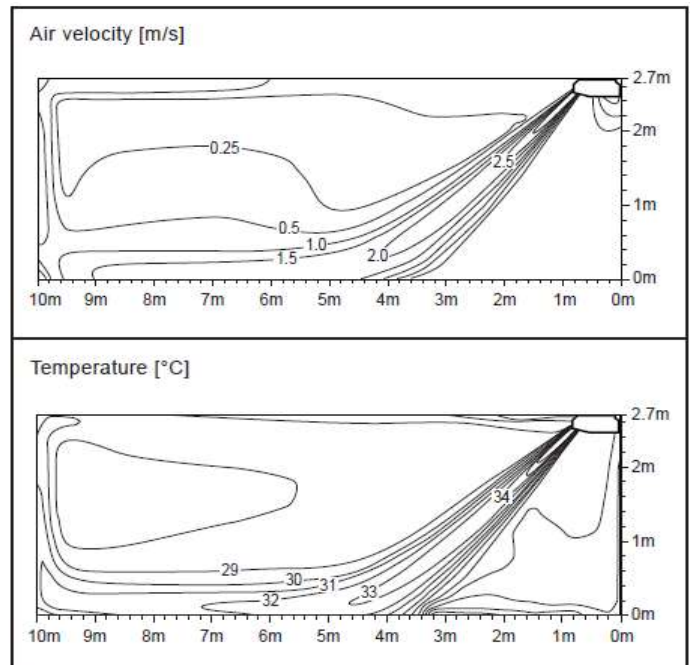 Air velocity [m/s]
2.7m
2m
0.25
2.5
1m
0.5
1.0
1.5
2.0
0m
10m 9m 8m 7m 6m 5m 4m 3m 2m 1m 0m
Temperature [°C]
2.7m
2m
34
1m
29
30
31
32
33
0m
10m 9m 8m 7m 6m 5m 4m 3m 2m 1m 0m